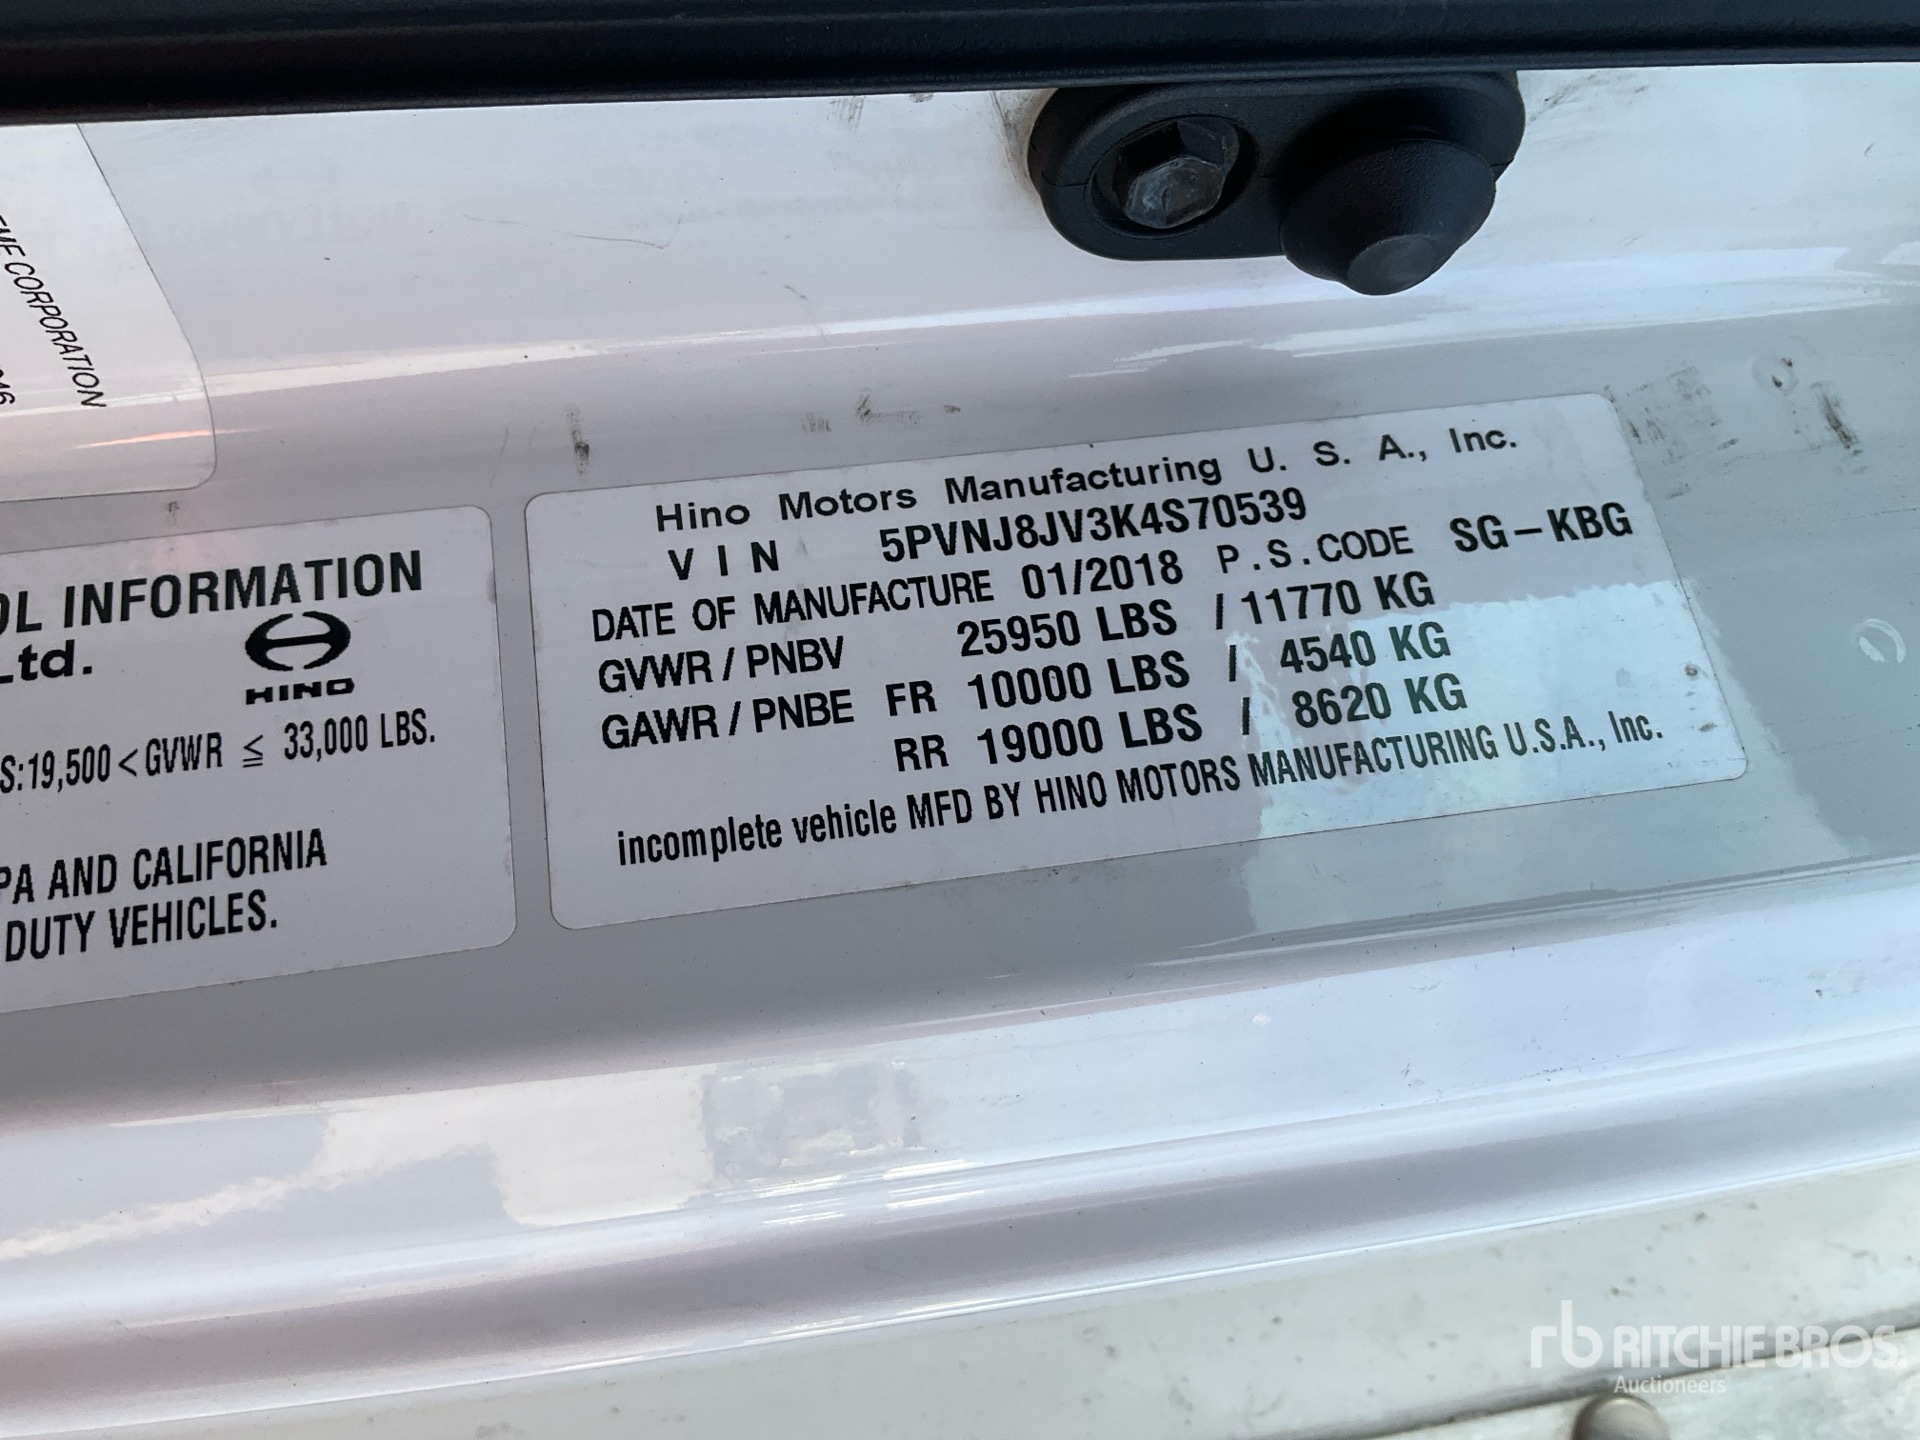 CORPORATION
OL INFORMATION
Ltd.
HINO
S:19,500<GVWR ≦ 33,000 LBS.
PA AND CALIFORNIA
DUTY VEHICLES.
Hino Motors Manufacturing U. S. A., Inc.
VIN 5PVNJ8JV3K4S70539
DATE OF MANUFACTURE 01/2018 P.S.CODE SG-KBG
GVWR / PNBV 25950 LBS / 11770 KG
GAWR / PNBE FR 10000 LBS / 4540 KG
RR 19000 LBS / 8620 KG
incomplete vehicle MFD BY HINO MOTORS MANUFACTURING U.S.A., Inc.
rb RITCHIE BROS.
Auctioneers